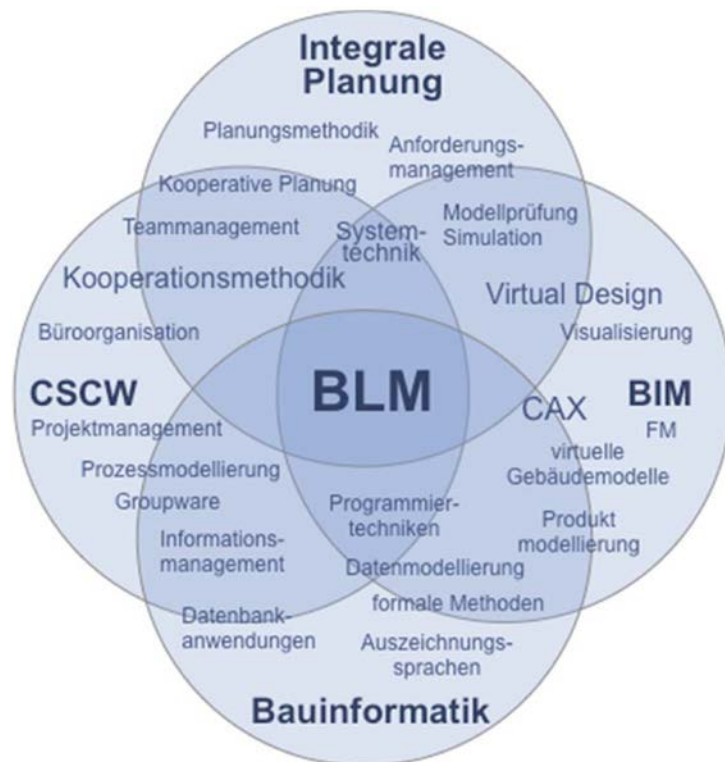 Integrale
Planung
Planungsmethodik
Anforderungs-
management
Kooperative Planung
Teammanagement
System-
technik
Modellprüfung
Simulation
Kooperationsmethodik
Virtual Design
Büroorganisation
Visualisierung
CSCW
BLM
CAX
BIM
Projektmanagement
FM
virtuelle
Gebäudemodelle
Prozessmodellierung
Groupware
Programmier-
techniken
Produkt
modellierung
Informations-
management
Datenmodellierung
formale Methoden
Datenbank-
anwendungen
Auszeichnungs-
sprachen
Bauinformatik